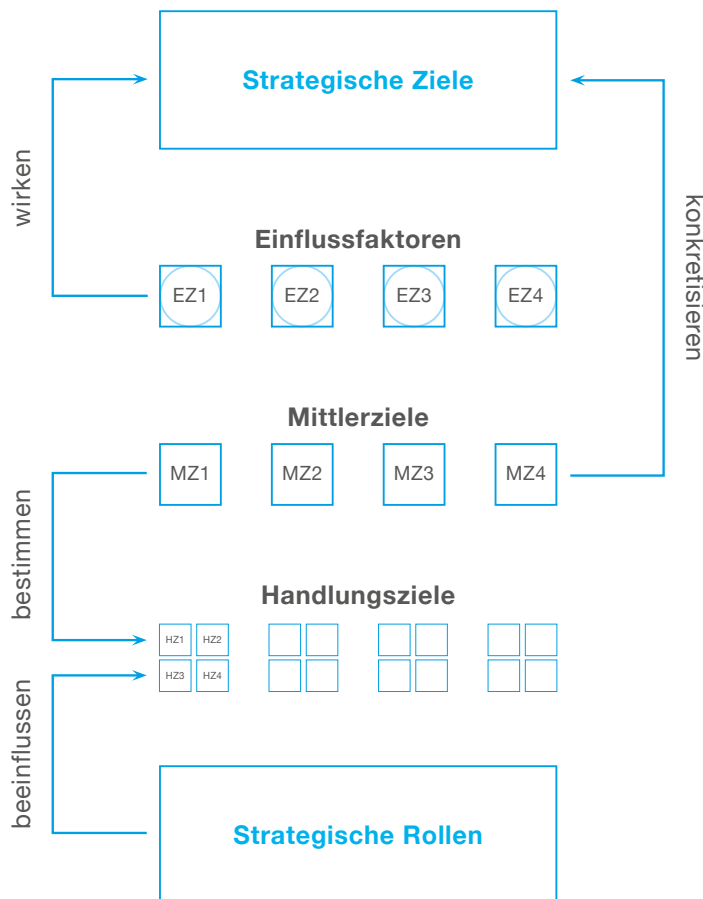 Strategische Ziele
wirken
konkretisieren
Einflussfaktoren
EZ1 EZ2 EZ3 EZ4
Mittlerziele
MZ1 MZ2 MZ3 MZ4
bestimmen
Handlungsziele
HZ1 HZ2
HZ3 HZ4
beeinflussen
Strategische Rollen